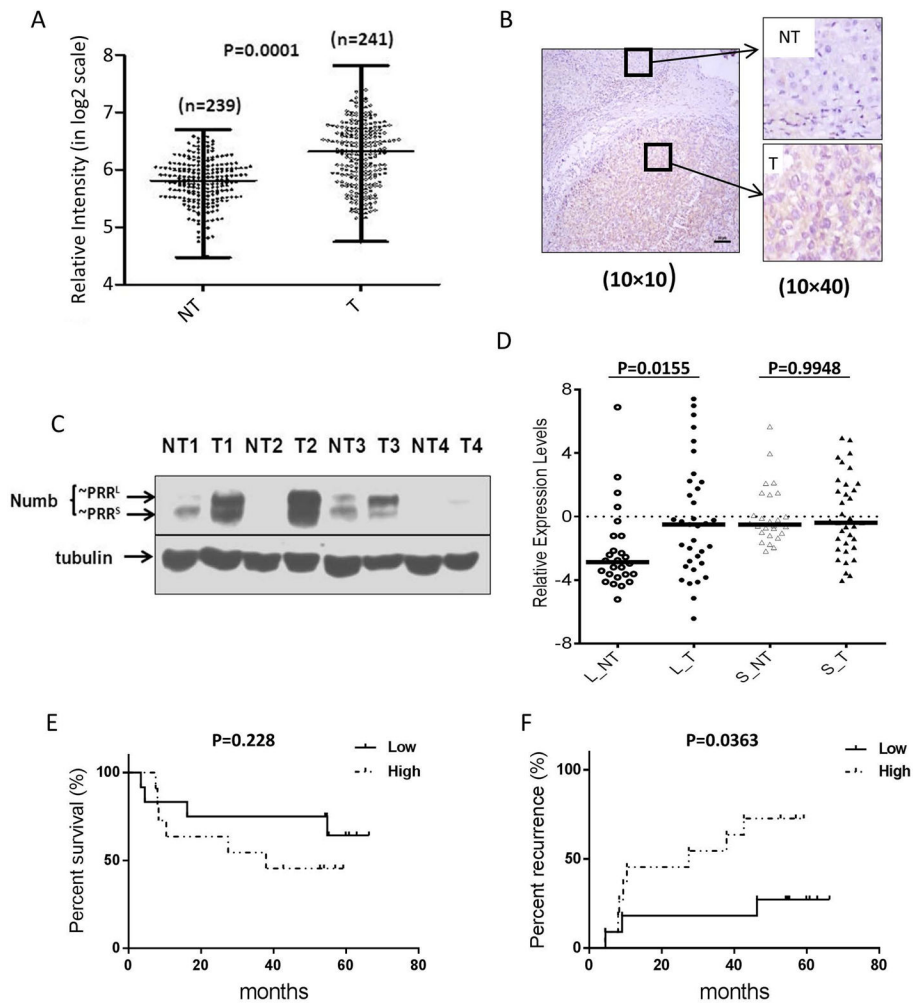 A
Relative Intensity (in log2 scale)
8
7
6
5
4
P=0.0001
(n=239)
(n=241)
NT
T
B
NT
T
(10×10)
(10×40)
C
NT1 T1 NT2 T2 NT3 T3 NT4 T4
Numb
~PRRᴸ
~PRRˢ
tubulin
D
P=0.0155
P=0.9948
Relative Expression Levels
8
4
0
-4
-8
L_NT
L_T
S_NT
S_T
E
P=0.228
Low
High
Percent survival (%)
100
50
0
0 20 40 60 80
months
F
P=0.0363
Low
High
Percent recurrence (%)
100
50
0
0 20 40 60 80
months